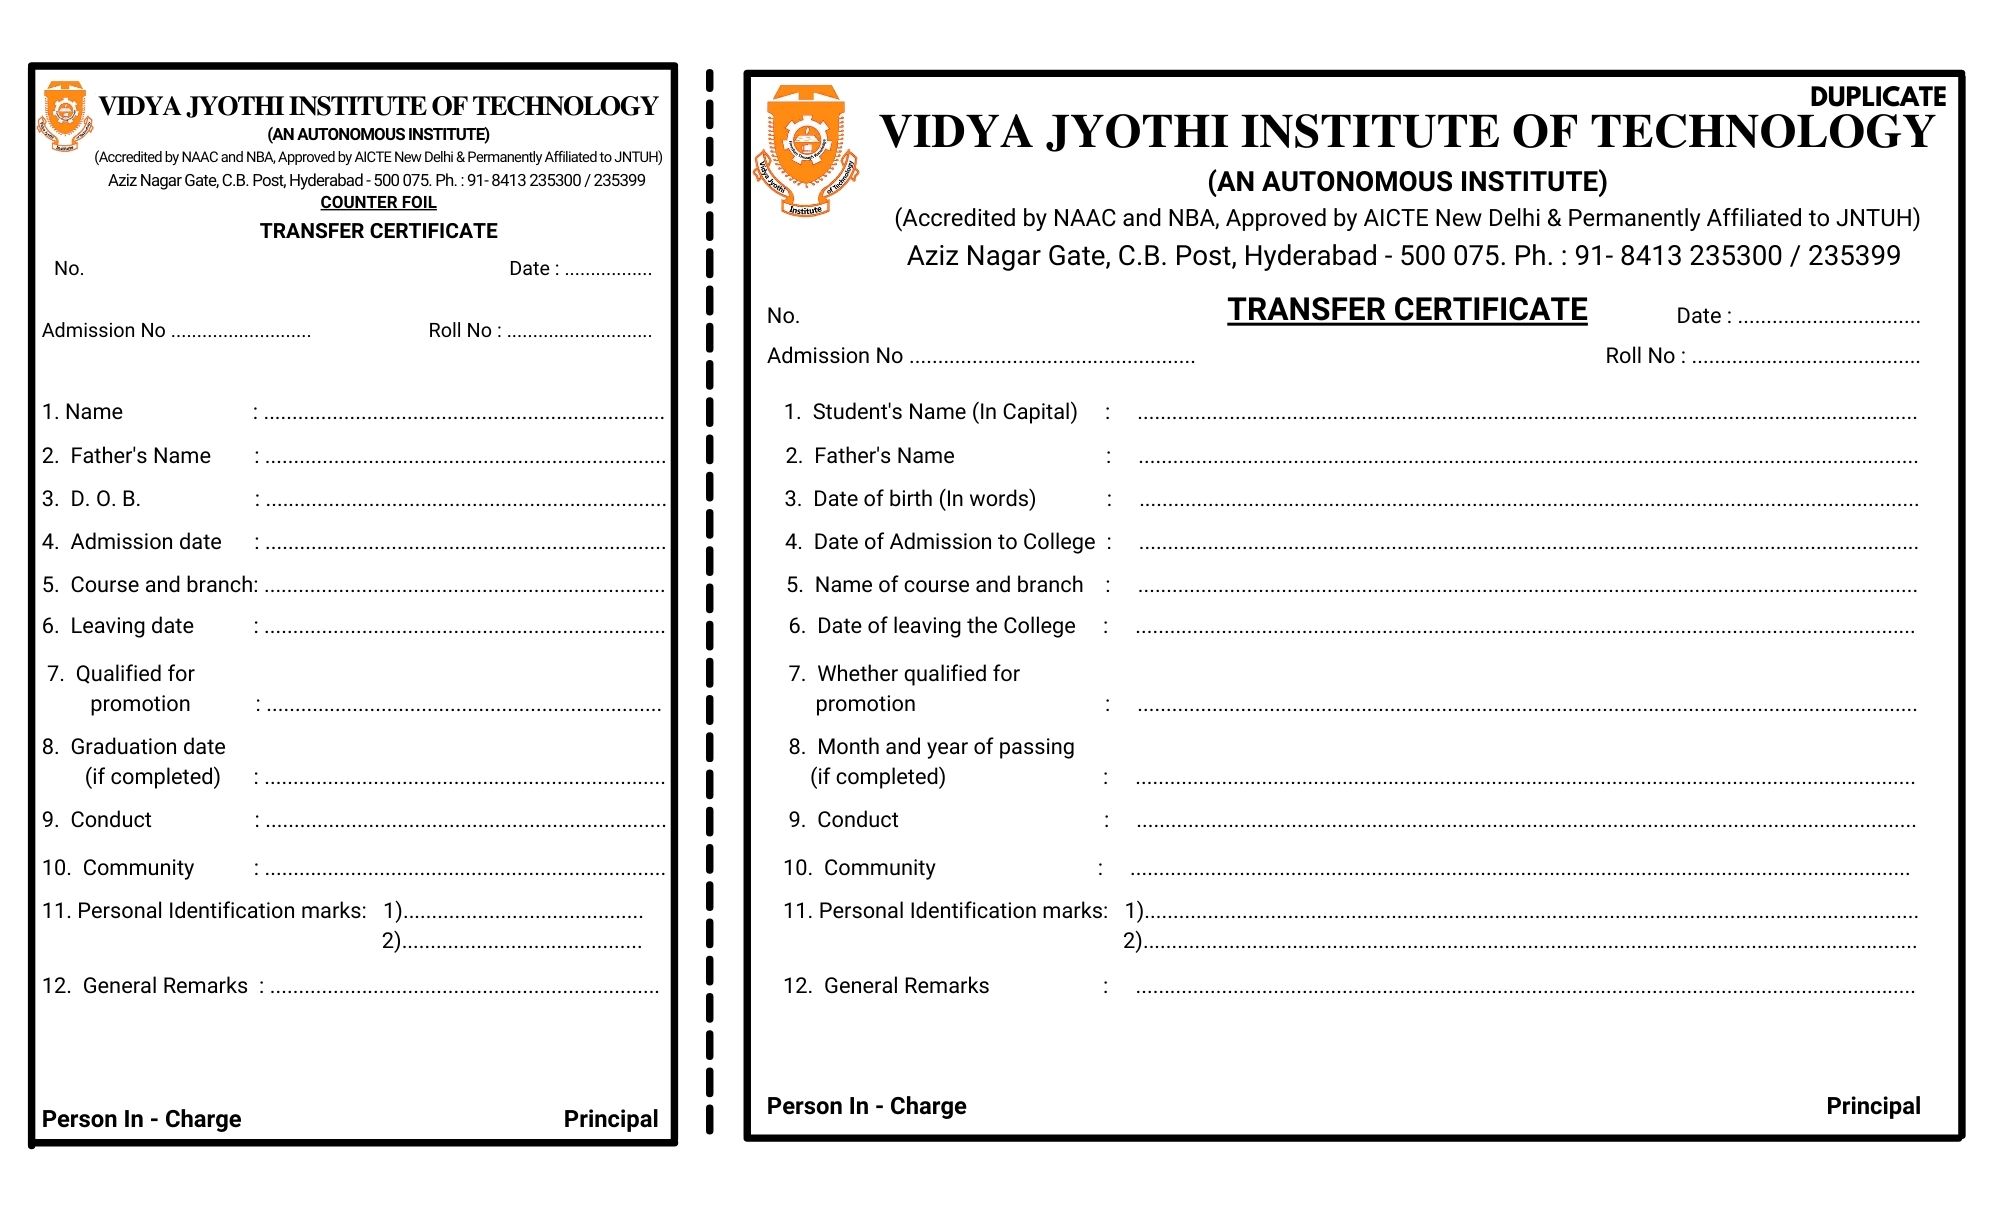 VIDYA JYOTHI INSTITUTE OF TECHNOLOGY
(AN AUTONOMOUS INSTITUTE)
(Accredited by NAAC and NBA, Approved by AICTE New Delhi & Permanently Affiliated to JNTUH)
Aziz Nagar Gate, C.B. Post, Hyderabad - 500 075. Ph. : 91- 8413 235300 / 235399
COUNTER FOIL
TRANSFER CERTIFICATE
No. Date : .................
Admission No ........................... Roll No : ............................
1. Name : ......................................................................
2. Father's Name : ......................................................................
3. D. O. B. : ......................................................................
4. Admission date : ......................................................................
5. Course and branch: ......................................................................
6. Leaving date : ......................................................................
7. Qualified for
promotion : .....................................................................
8. Graduation date
(if completed) : ......................................................................
9. Conduct : ......................................................................
10. Community : ......................................................................
11. Personal Identification marks: 1)..........................................
2)..........................................
12. General Remarks : ....................................................................
Person In - Charge Principal
DUPLICATE
VIDYA JYOTHI INSTITUTE OF TECHNOLOGY
(AN AUTONOMOUS INSTITUTE)
(Accredited by NAAC and NBA, Approved by AICTE New Delhi & Permanently Affiliated to JNTUH)
Aziz Nagar Gate, C.B. Post, Hyderabad - 500 075. Ph. : 91- 8413 235300 / 235399
Vidya Jyothi Institute of Technology
No. TRANSFER CERTIFICATE Date : ................................
Admission No .................................................. Roll No : ........................................
1. Student's Name (In Capital) : ........................................................................................................................................
2. Father's Name : ........................................................................................................................................
3. Date of birth (In words) : ........................................................................................................................................
4. Date of Admission to College : ........................................................................................................................................
5. Name of course and branch : ........................................................................................................................................
6. Date of leaving the College : ........................................................................................................................................
7. Whether qualified for
promotion : ........................................................................................................................................
8. Month and year of passing
(if completed) : ........................................................................................................................................
9. Conduct : ........................................................................................................................................
10. Community : ........................................................................................................................................
11. Personal Identification marks: 1).......................................................................................................................................
2).......................................................................................................................................
12. General Remarks : ........................................................................................................................................
Person In - Charge Principal